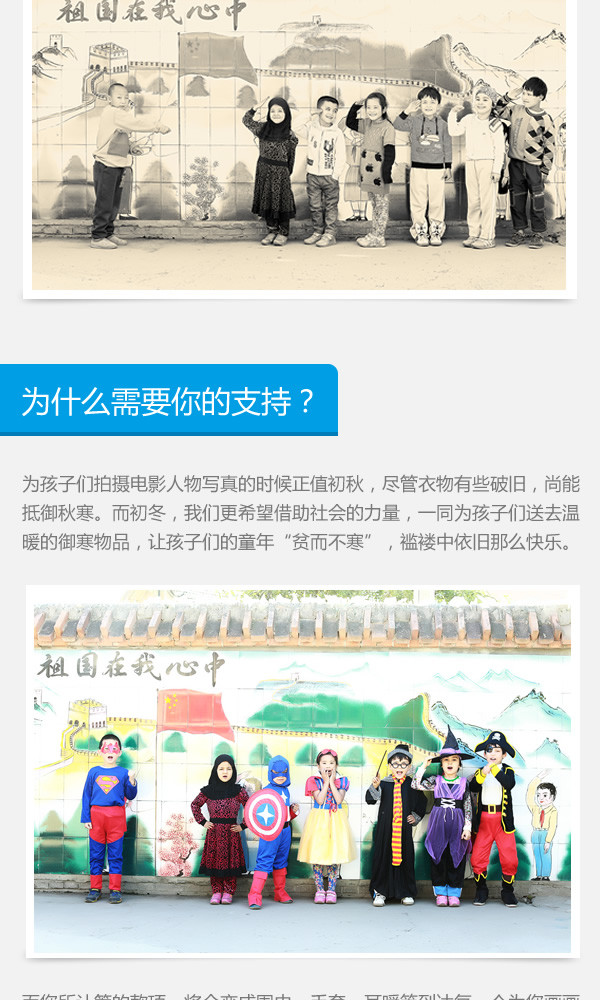 祖国在我心中
为什么需要你的支持？
为孩子们拍摄电影人物写真的时候正值初秋，尽管衣物有些破旧，尚能
抵御秋寒。而初冬，我们更希望借助社会的力量，一同为孩子们送去温
暖的御寒物品，让孩子们的童年“贫而不寒”，褴褛中依旧那么快乐。
祖国在我心中